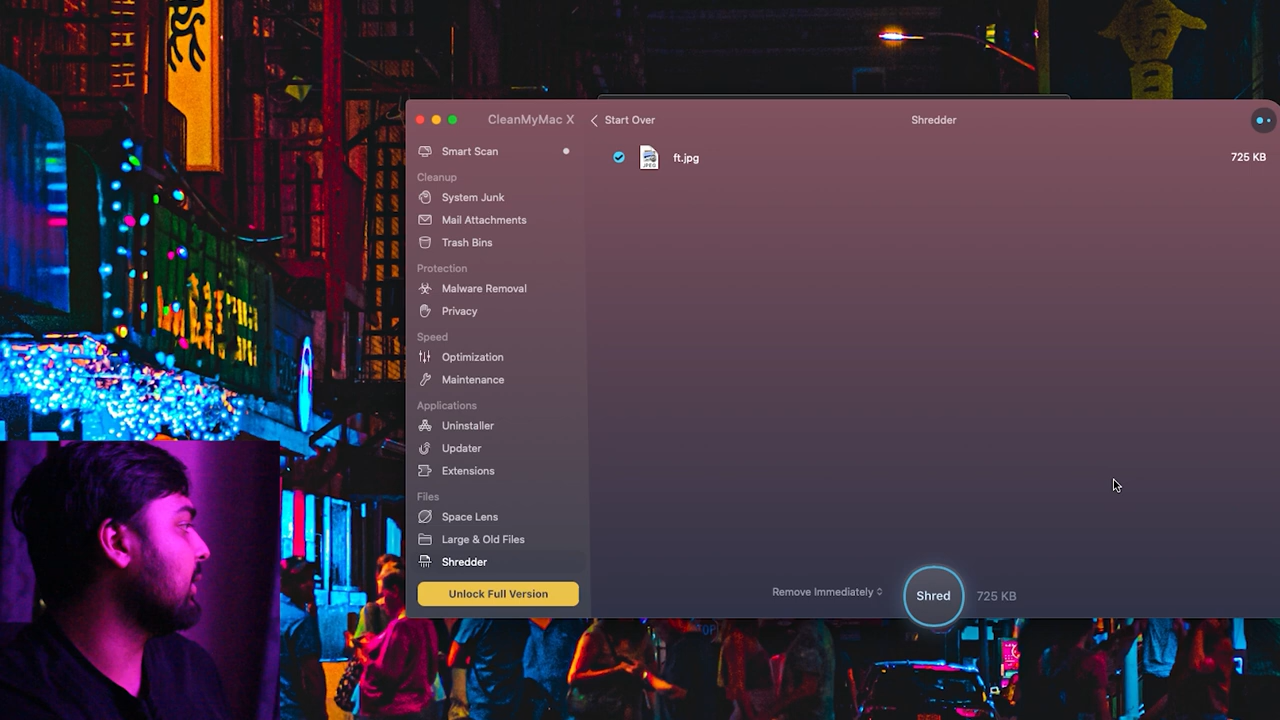 CleanMyMac X
Start Over
Shredder
Smart Scan
ft.jpg
725 KB
Cleanup
System Junk
Mail Attachments
Trash Bins
Protection
Malware Removal
Privacy
Speed
Optimization
Maintenance
Applications
Uninstaller
Updater
Extensions
Files
Space Lens
Large & Old Files
Shredder
Unlock Full Version
Remove Immediately
Shred
725 KB